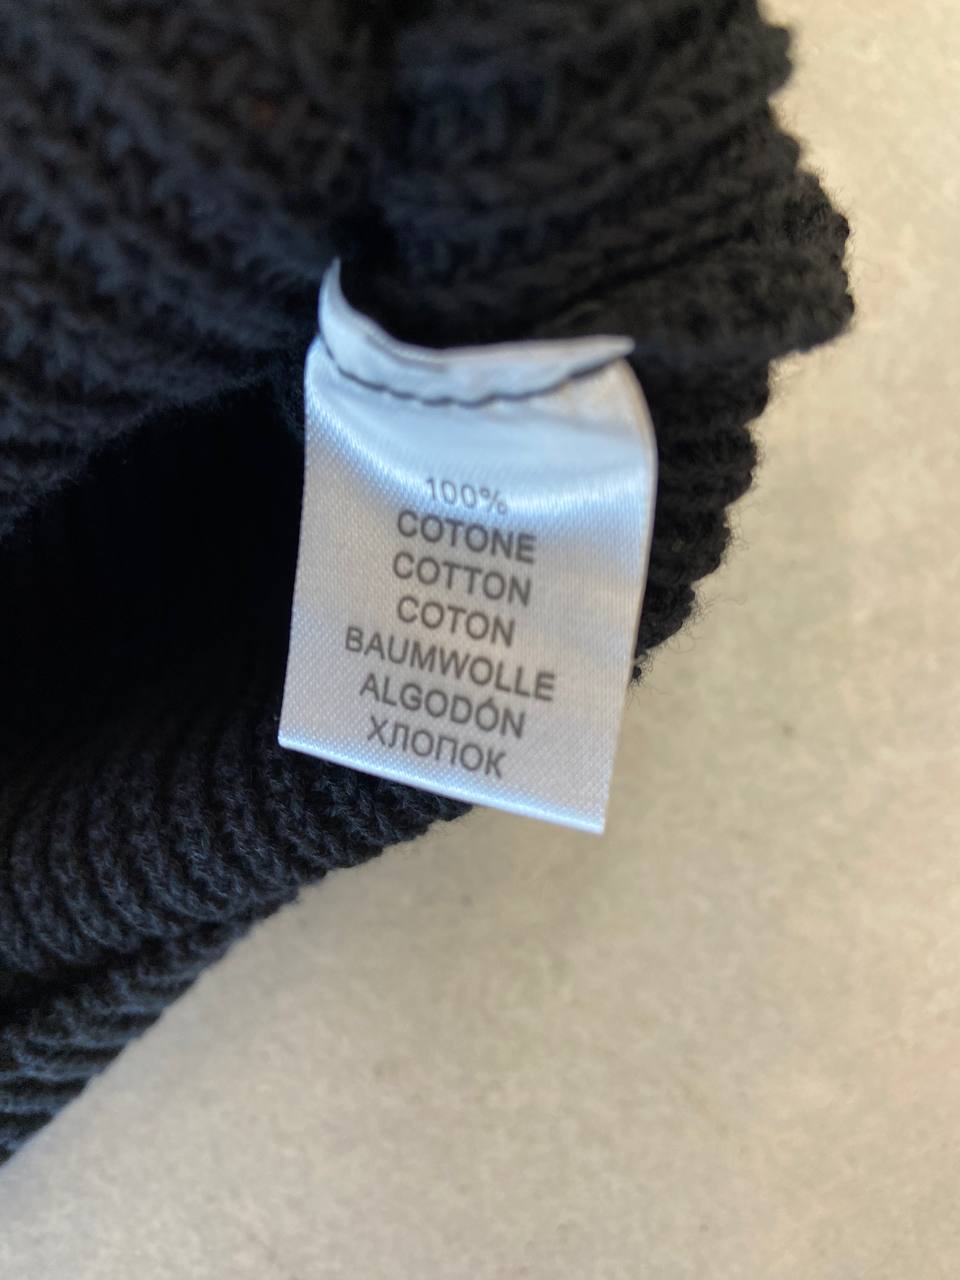 100%
COTONE
COTTON
COTON
BAUMWOLLE
ALGODÓN
ХЛОПОК